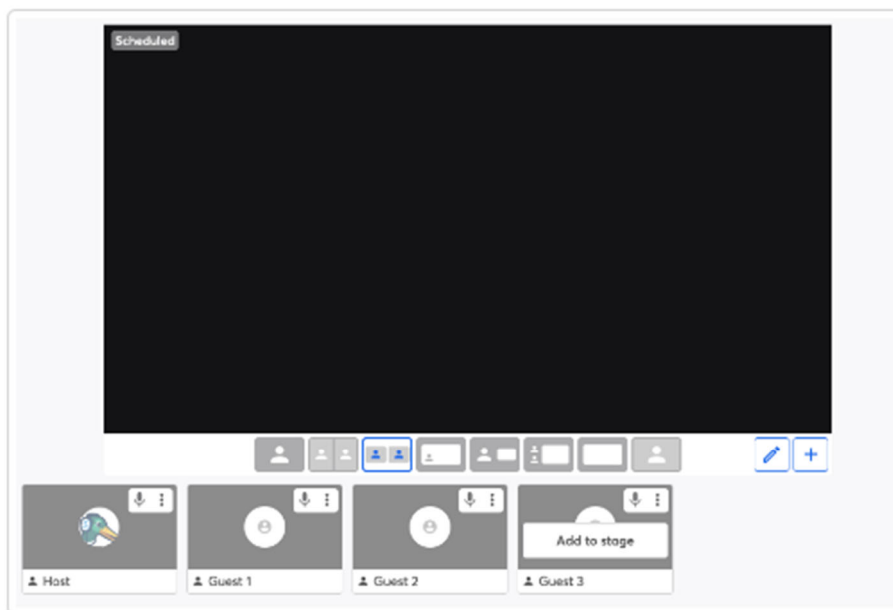 Scheduled
Add to stage
Host
Guest 1
Guest 2
Guest 3